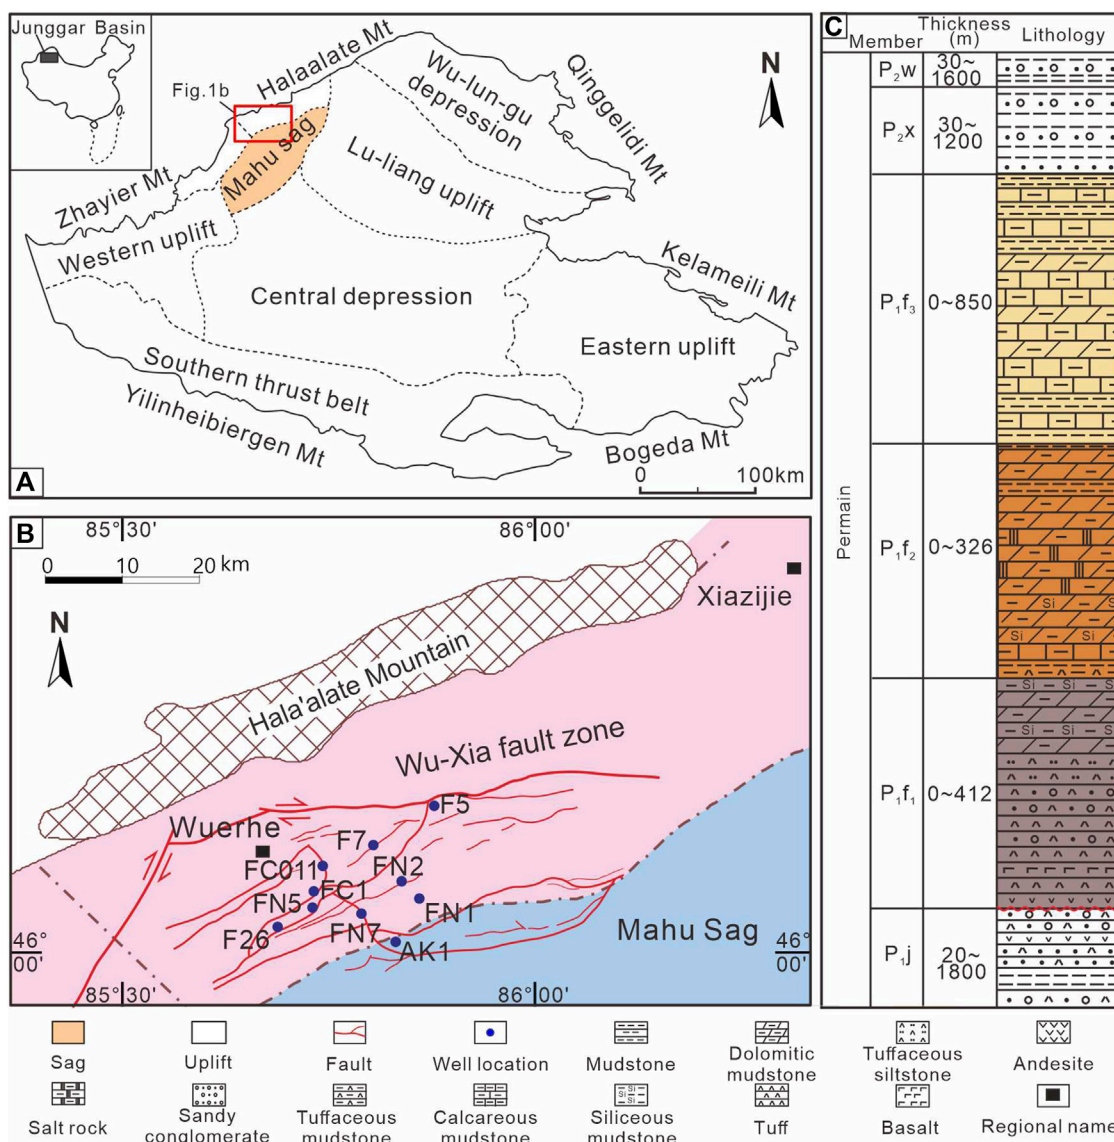 Junggar Basin
Fig.1b
Halaalate Mt
Wu-lun-gu
depression
Qinggelidi Mt
N
Mahu sag
Lu-liang uplift
Zhayier Mt
Western uplift
Kelameili Mt
Central depression
Eastern uplift
Southern thrust belt
Yilinheibiergen Mt
Bogeda Mt
0 100km
A
B
85°30' 86°00'
0 10 20 km
N
Xiazijie
Hala'alate Mountain
Wu-Xia fault zone
Wuerhe
F5
F7
FC011
FN2
FC1
FN5
FN1
F26
FN7
AK1
Mahu Sag
46°
00'
46°
00'
85°30' 86°00'
C
Member
Thickness
(m)
Lithology
Permain
P₂w
30~
1600
P₂x
30~
1200
P₁f₃
0~850
P₁f₂
0~326
Si
Si Si
Si Si Si
Si Si Si
P₁f₁
0~412
P₁j
20~
1800
Sag
Uplift
Fault
Well location
Mudstone
Dolomitic
mudstone
Tuffaceous
siltstone
Andesite
Salt rock
Sandy
conglomerate
Tuffaceous
mudstone
Calcareous
mudstone
Si Si
Si
Siliceous
mudstone
Tuff
Basalt
Regional name